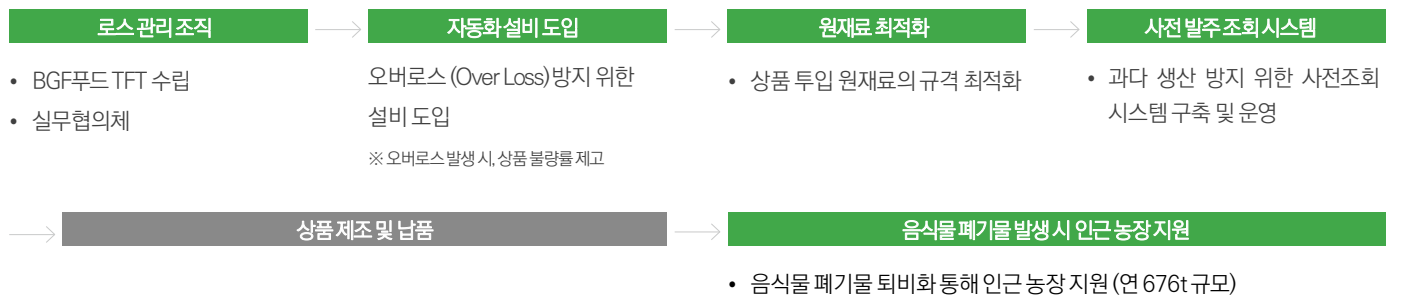 로스 관리 조직
자동화 설비 도입
원재료 최적화
사전 발주 조회 시스템
• BGF푸드 TFT 수립
• 실무협의체
오버로스 (Over Loss) 방지 위한
설비 도입
※ 오버로스 발생 시, 상품 불량률 제고
• 상품 투입 원재료의 규격 최적화
• 과다 생산 방지 위한 사전조회
시스템 구축 및 운영
상품 제조 및 납품
음식물 폐기물 발생 시 인근 농장 지원
• 음식물 폐기물 퇴비화 통해 인근 농장 지원 (연 676t 규모)